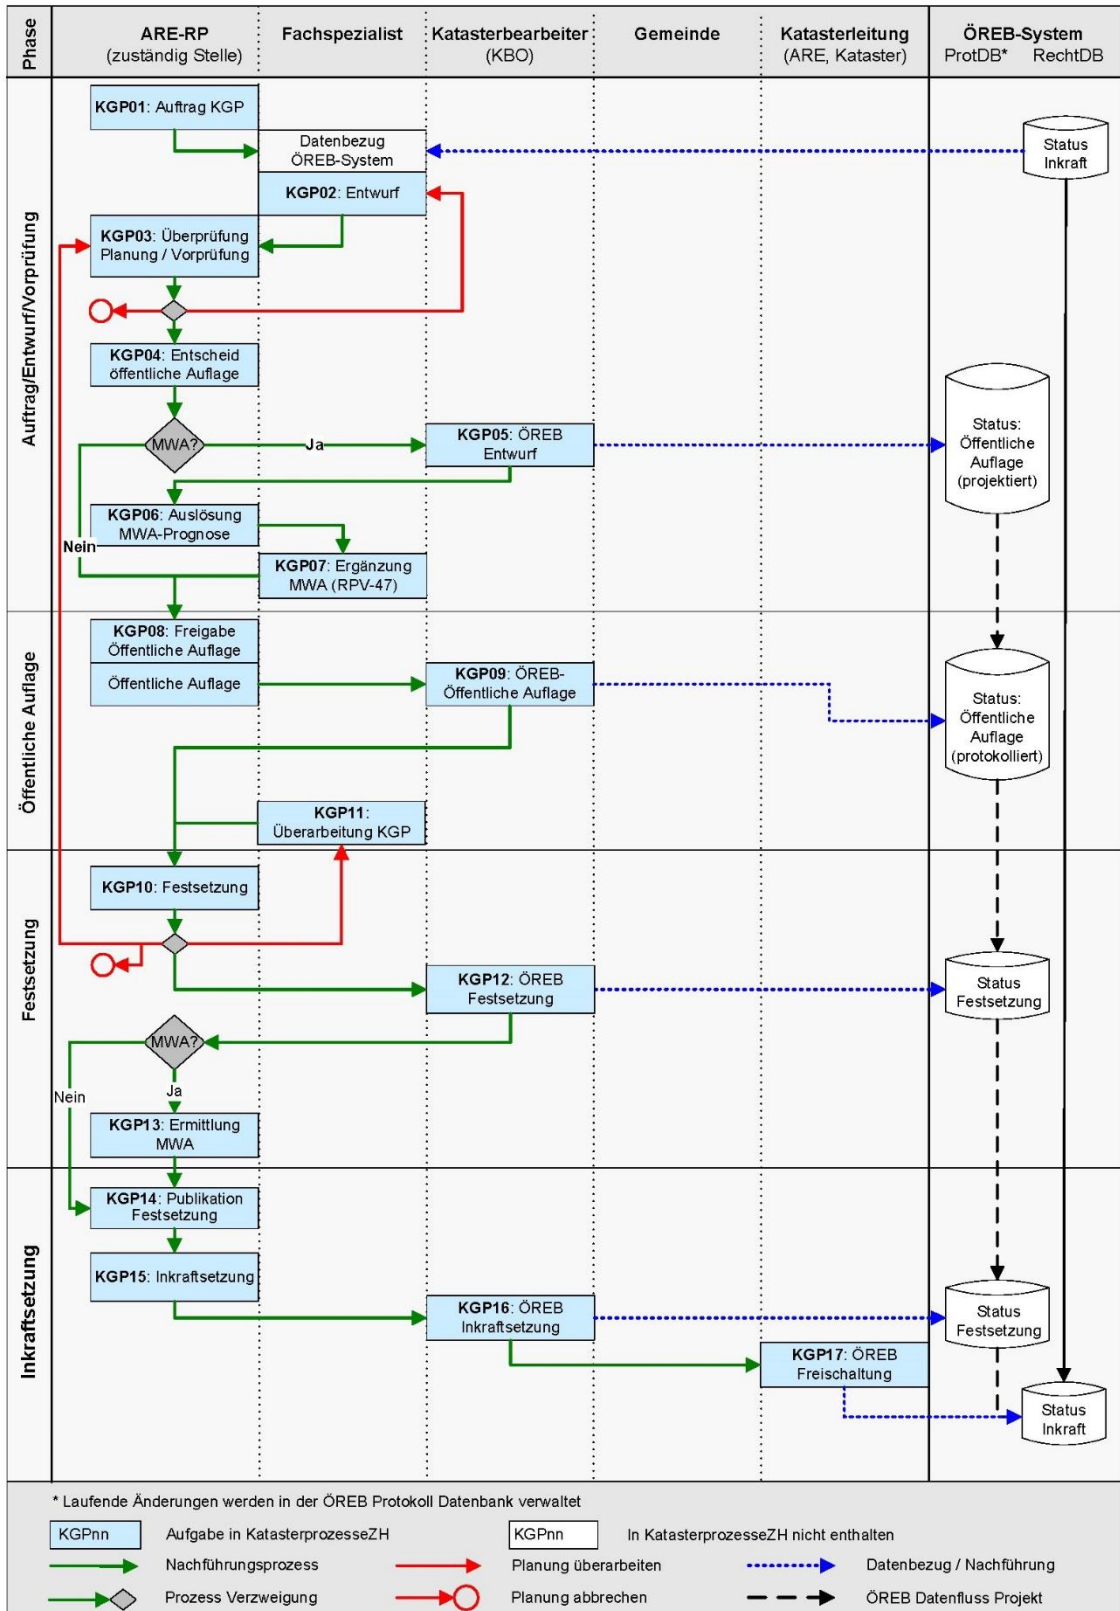 Phase
ARE-RP
(zuständig Stelle)
Fachspezialist
Katasterbearbeiter
(KBO)
Gemeinde
Katasterleitung
(ARE, Kataster)
ÖREB-System
ProtDB* RechtDB
Auftrag/Entwurf/Vorprüfung
KGP01: Auftrag KGP
Datenbezug
ÖREB-System
Status
Inkraft
KGP02: Entwurf
KGP03: Überprüfung
Planung / Vorprüfung
KGP04: Entscheid
öffentliche Auflage
MWA?
Ja
KGP05: ÖREB
Entwurf
Status:
Öffentliche
Auflage
(projektiert)
KGP06: Auslösung
MWA-Prognose
Nein
KGP07: Ergänzung
MWA (RPV-47)
Öffentliche Auflage
KGP08: Freigabe
Öffentliche Auflage
Öffentliche Auflage
KGP09: ÖREB-
Öffentliche Auflage
Status:
Öffentliche
Auflage
(protokolliert)
KGP11:
Überarbeitung KGP
Festsetzung
KGP10: Festsetzung
KGP12: ÖREB
Festsetzung
Status
Festsetzung
MWA?
Nein
Ja
KGP13: Ermittlung
MWA
Inkraftsetzung
KGP14: Publikation
Festsetzung
KGP15: Inkraftsetzung
KGP16: ÖREB
Inkraftsetzung
Status
Festsetzung
KGP17: ÖREB
Freischaltung
Status
Inkraft
* Laufende Änderungen werden in der ÖREB Protokoll Datenbank verwaltet
KGPnn Aufgabe in KatasterprozesseZH KGPnn In KatasterprozesseZH nicht enthalten
Nachführungsprozess Planung überarbeiten Datenbezug / Nachführung
Prozess Verzweigung Planung abbrechen ÖREB Datenfluss Projekt